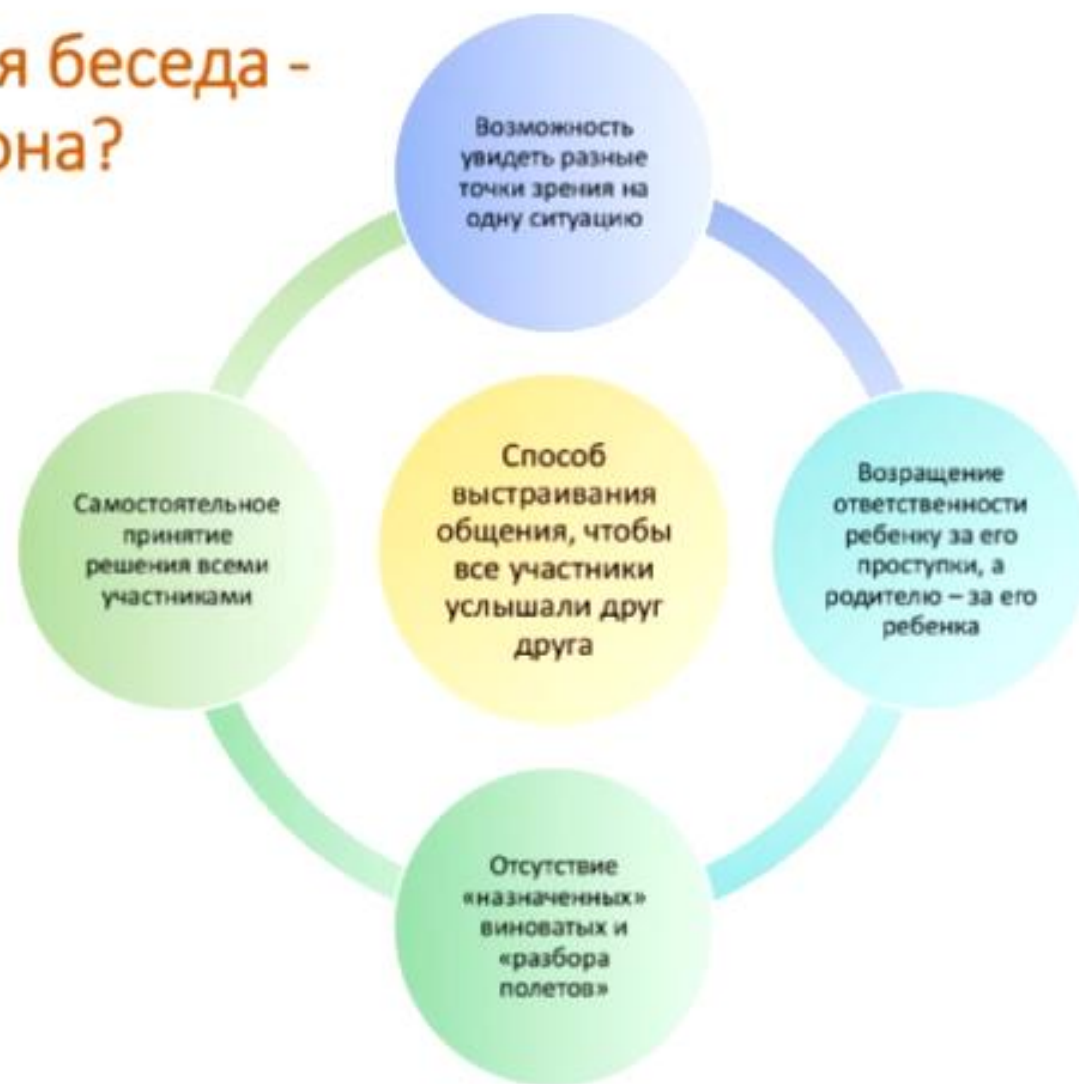 я беседа -
она?
Возможность
увидеть разные
точки зрения на
одну ситуацию
Самостоятельное
принятие
решения всеми
участниками
Способ
выстраивания
общения, чтобы
все участники
услышали друг
друга
Возращение
ответственности
ребенку за его
проступки, а
родителю – за его
ребенка
Отсутствие
«назначенных»
виноватых и
«разбора
полетов»